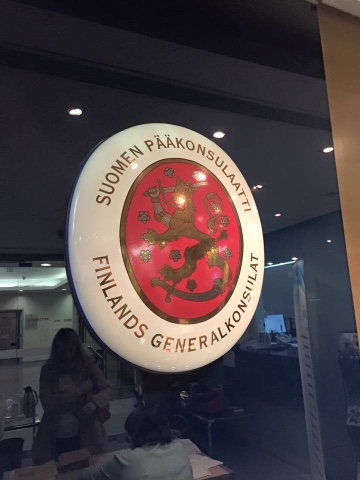 SUOMEN PÄÄKONSULAATTI
FINLANDS GENERALKONSULAT